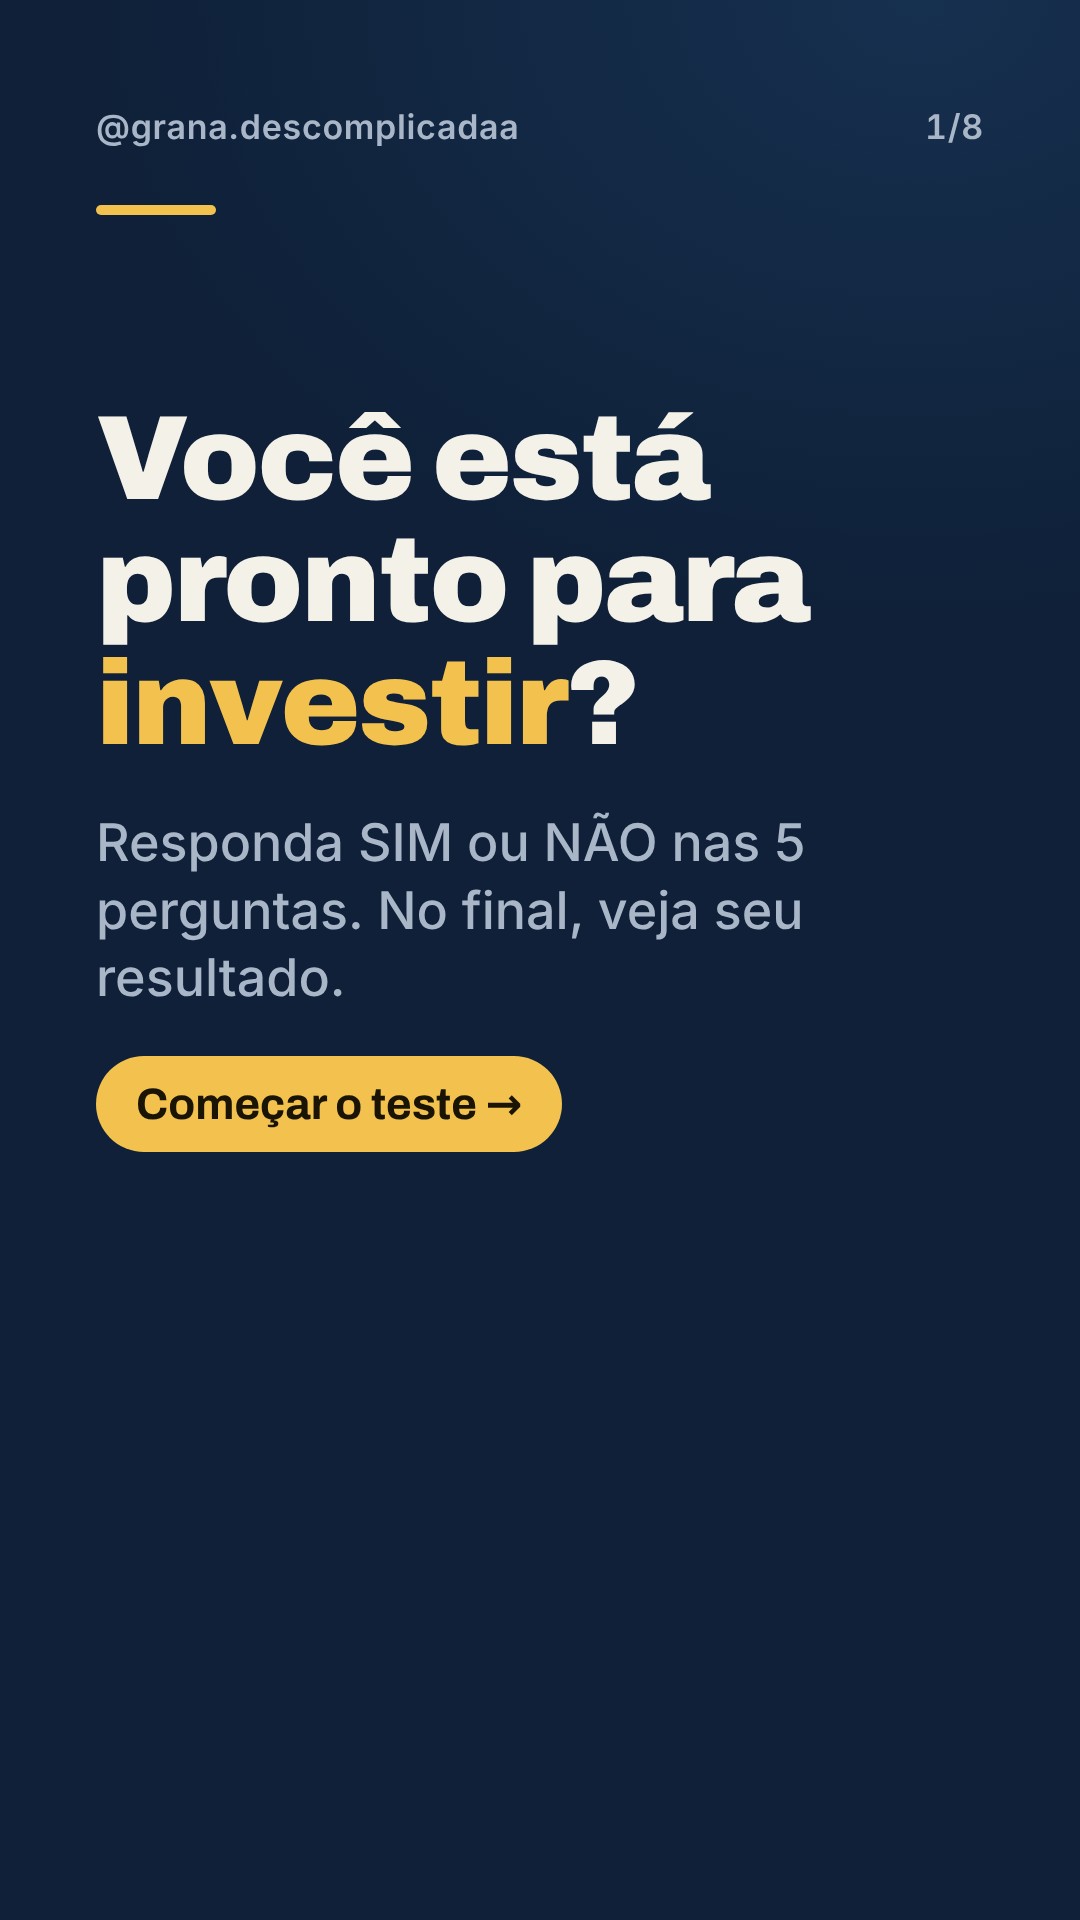 @grana.descomplicadaa 1/8
Você está
pronto para
investir?
Responda SIM ou NÃO nas 5
perguntas. No final, veja seu
resultado.
Começar o teste →